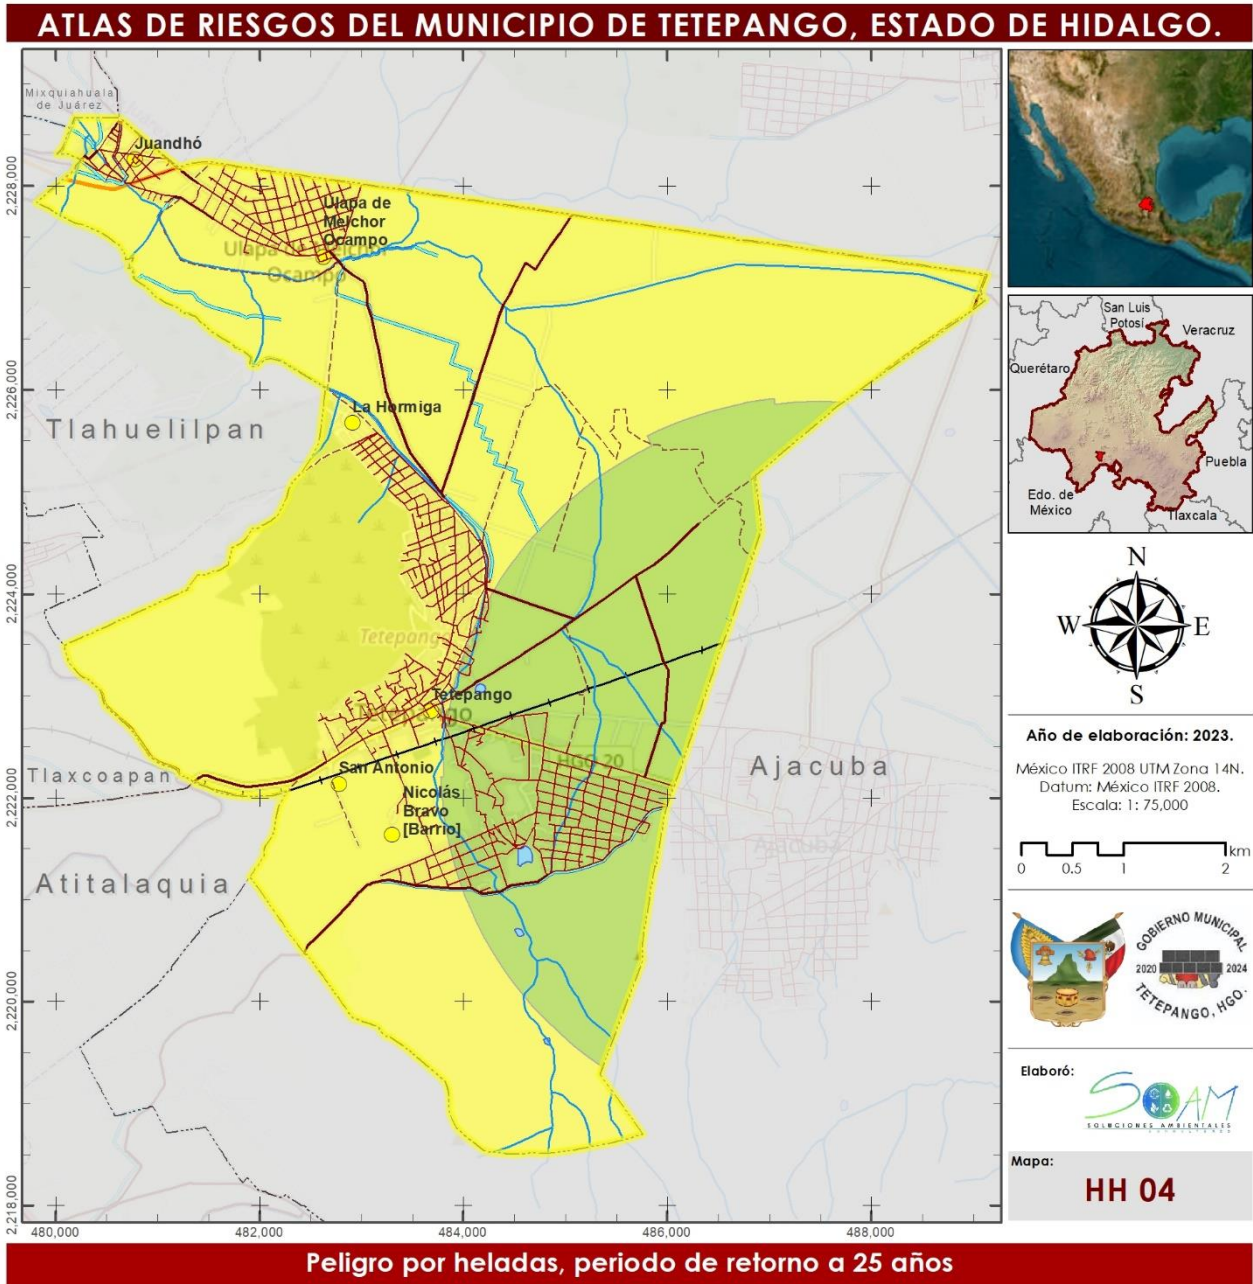 ATLAS DE RIESGOS DEL MUNICIPIO DE TETEPANGO, ESTADO DE HIDALGO.
Mixquiahuala
de Juárez
Juandhó
Ulapa de
Melchor
Ocampo
Ulapa de Melchor
Ocampo
La Hormiga
Tlahuelilpan
Tetepango
Tetepango
Tetepango
HGO 20
San Antonio
Nicolás
Bravo
[Barrio]
Tlaxcoapan
Atitalaquia
Ajacuba
Ajacuba
2,228,000
2,226,000
2,224,000
2,222,000
2,220,000
2,218,000
480,000
482,000
484,000
486,000
488,000
San Luis
Potosí
Veracruz
Querétaro
Puebla
Edo. de
México
Tlaxcala
N
W
E
S
Año de elaboración: 2023.
México ITRF 2008 UTM Zona 14N.
Datum: México ITRF 2008.
Escala: 1: 75,000
0 0.5 1 2 km
GOBIERNO MUNICIPAL
2020 2024
TETEPANGO, HGO.
Elaboró:
SOAM
SOLUCIONES AMBIENTALES
Mapa:
HH 04
Peligro por heladas, periodo de retorno a 25 años